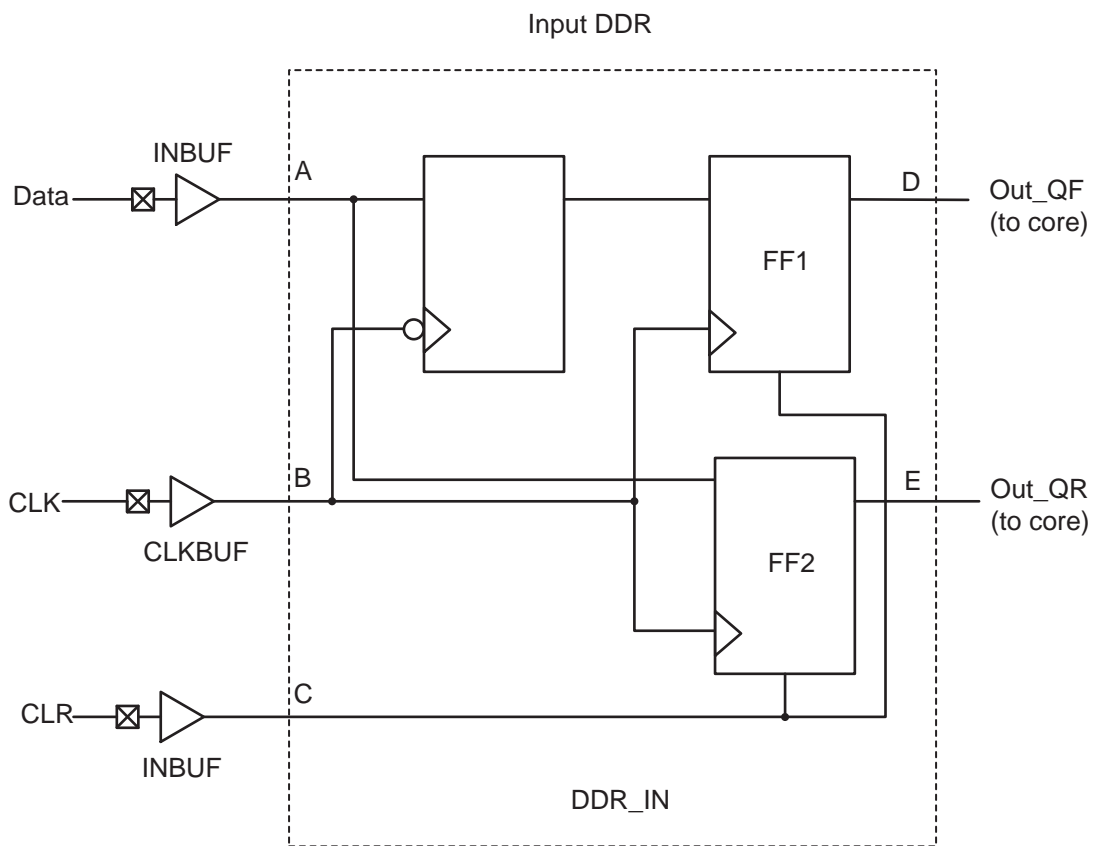 Input DDR
INBUF
A
D
Data
Out_QF
(to core)
FF1
B
E
CLK
Out_QR
(to core)
CLKBUF
FF2
C
CLR
INBUF
DDR_IN